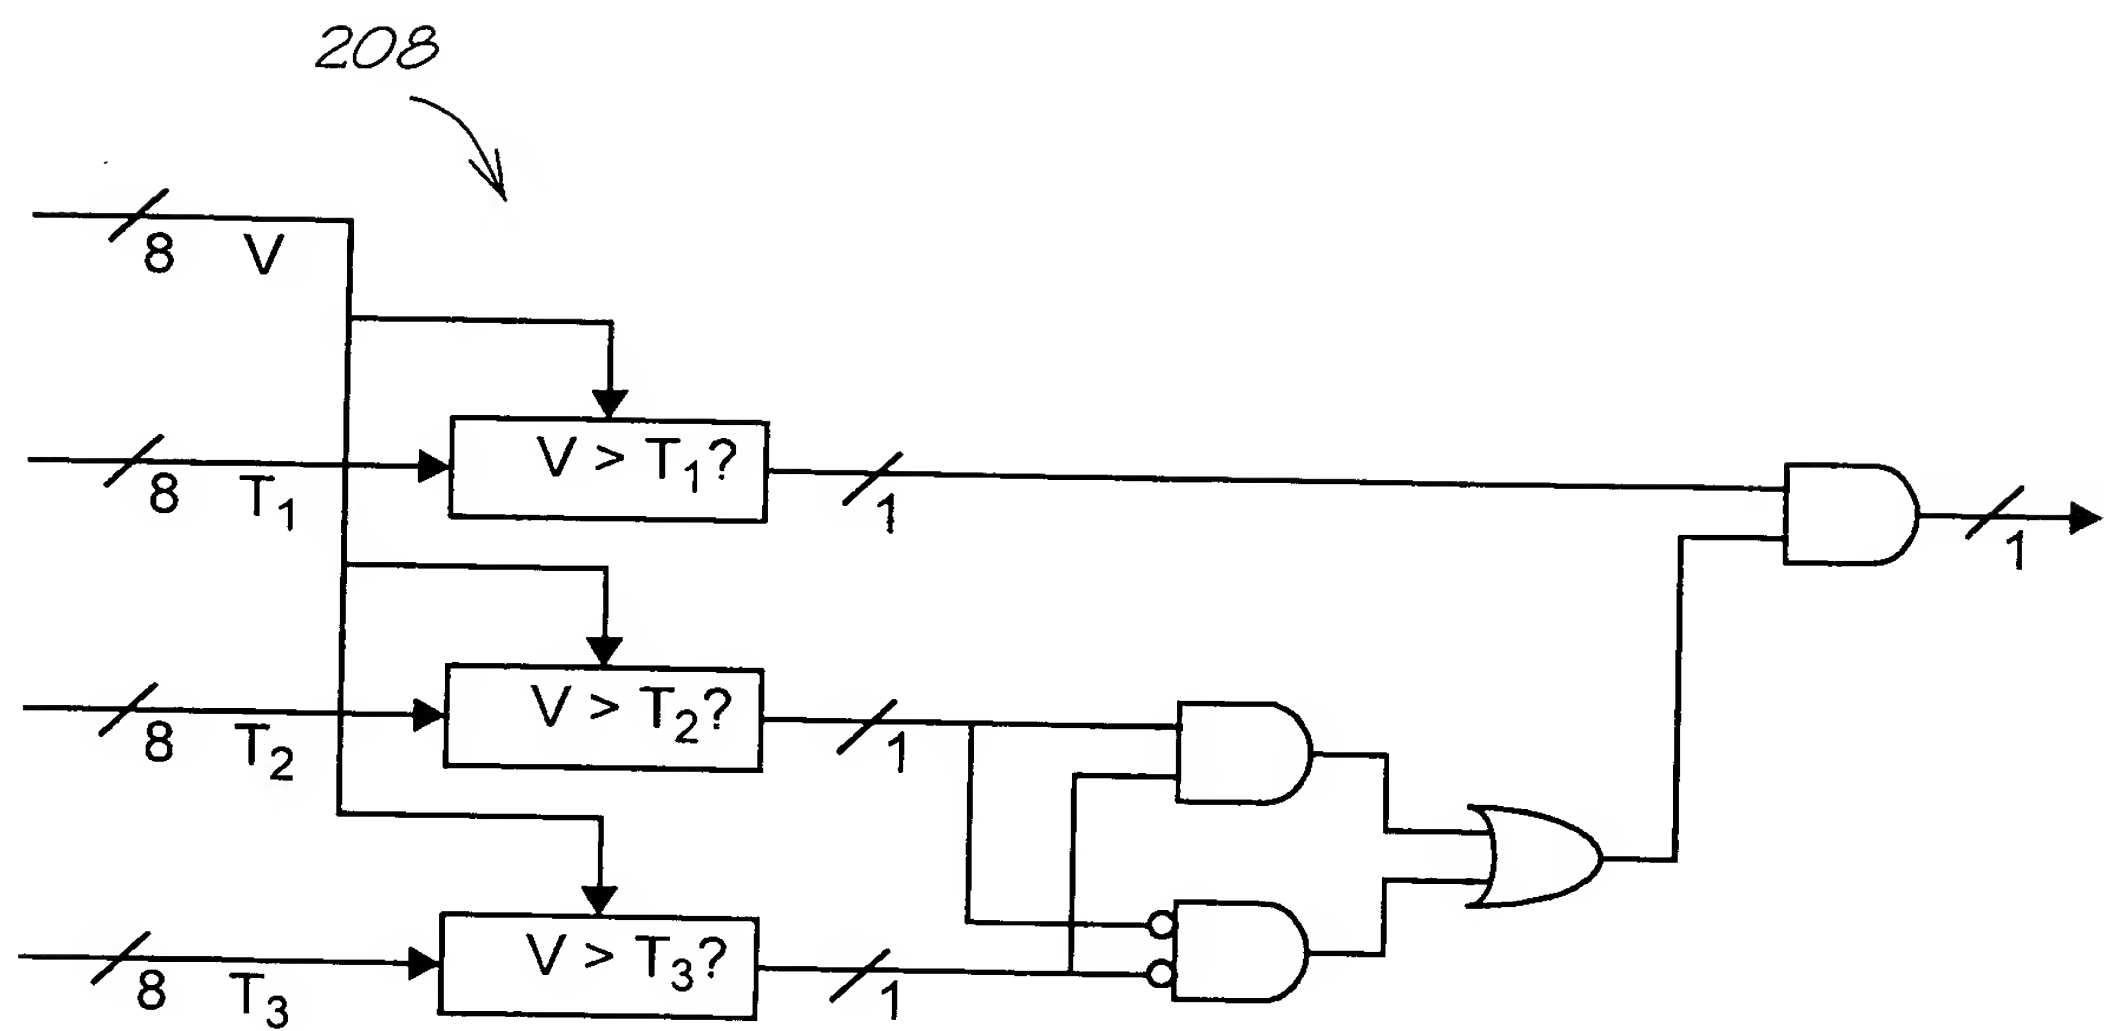 208
8 V
V > T₁?
8 T₁
1
1
V > T₂?
8 T₂
1
V > T₃?
8 T₃
1